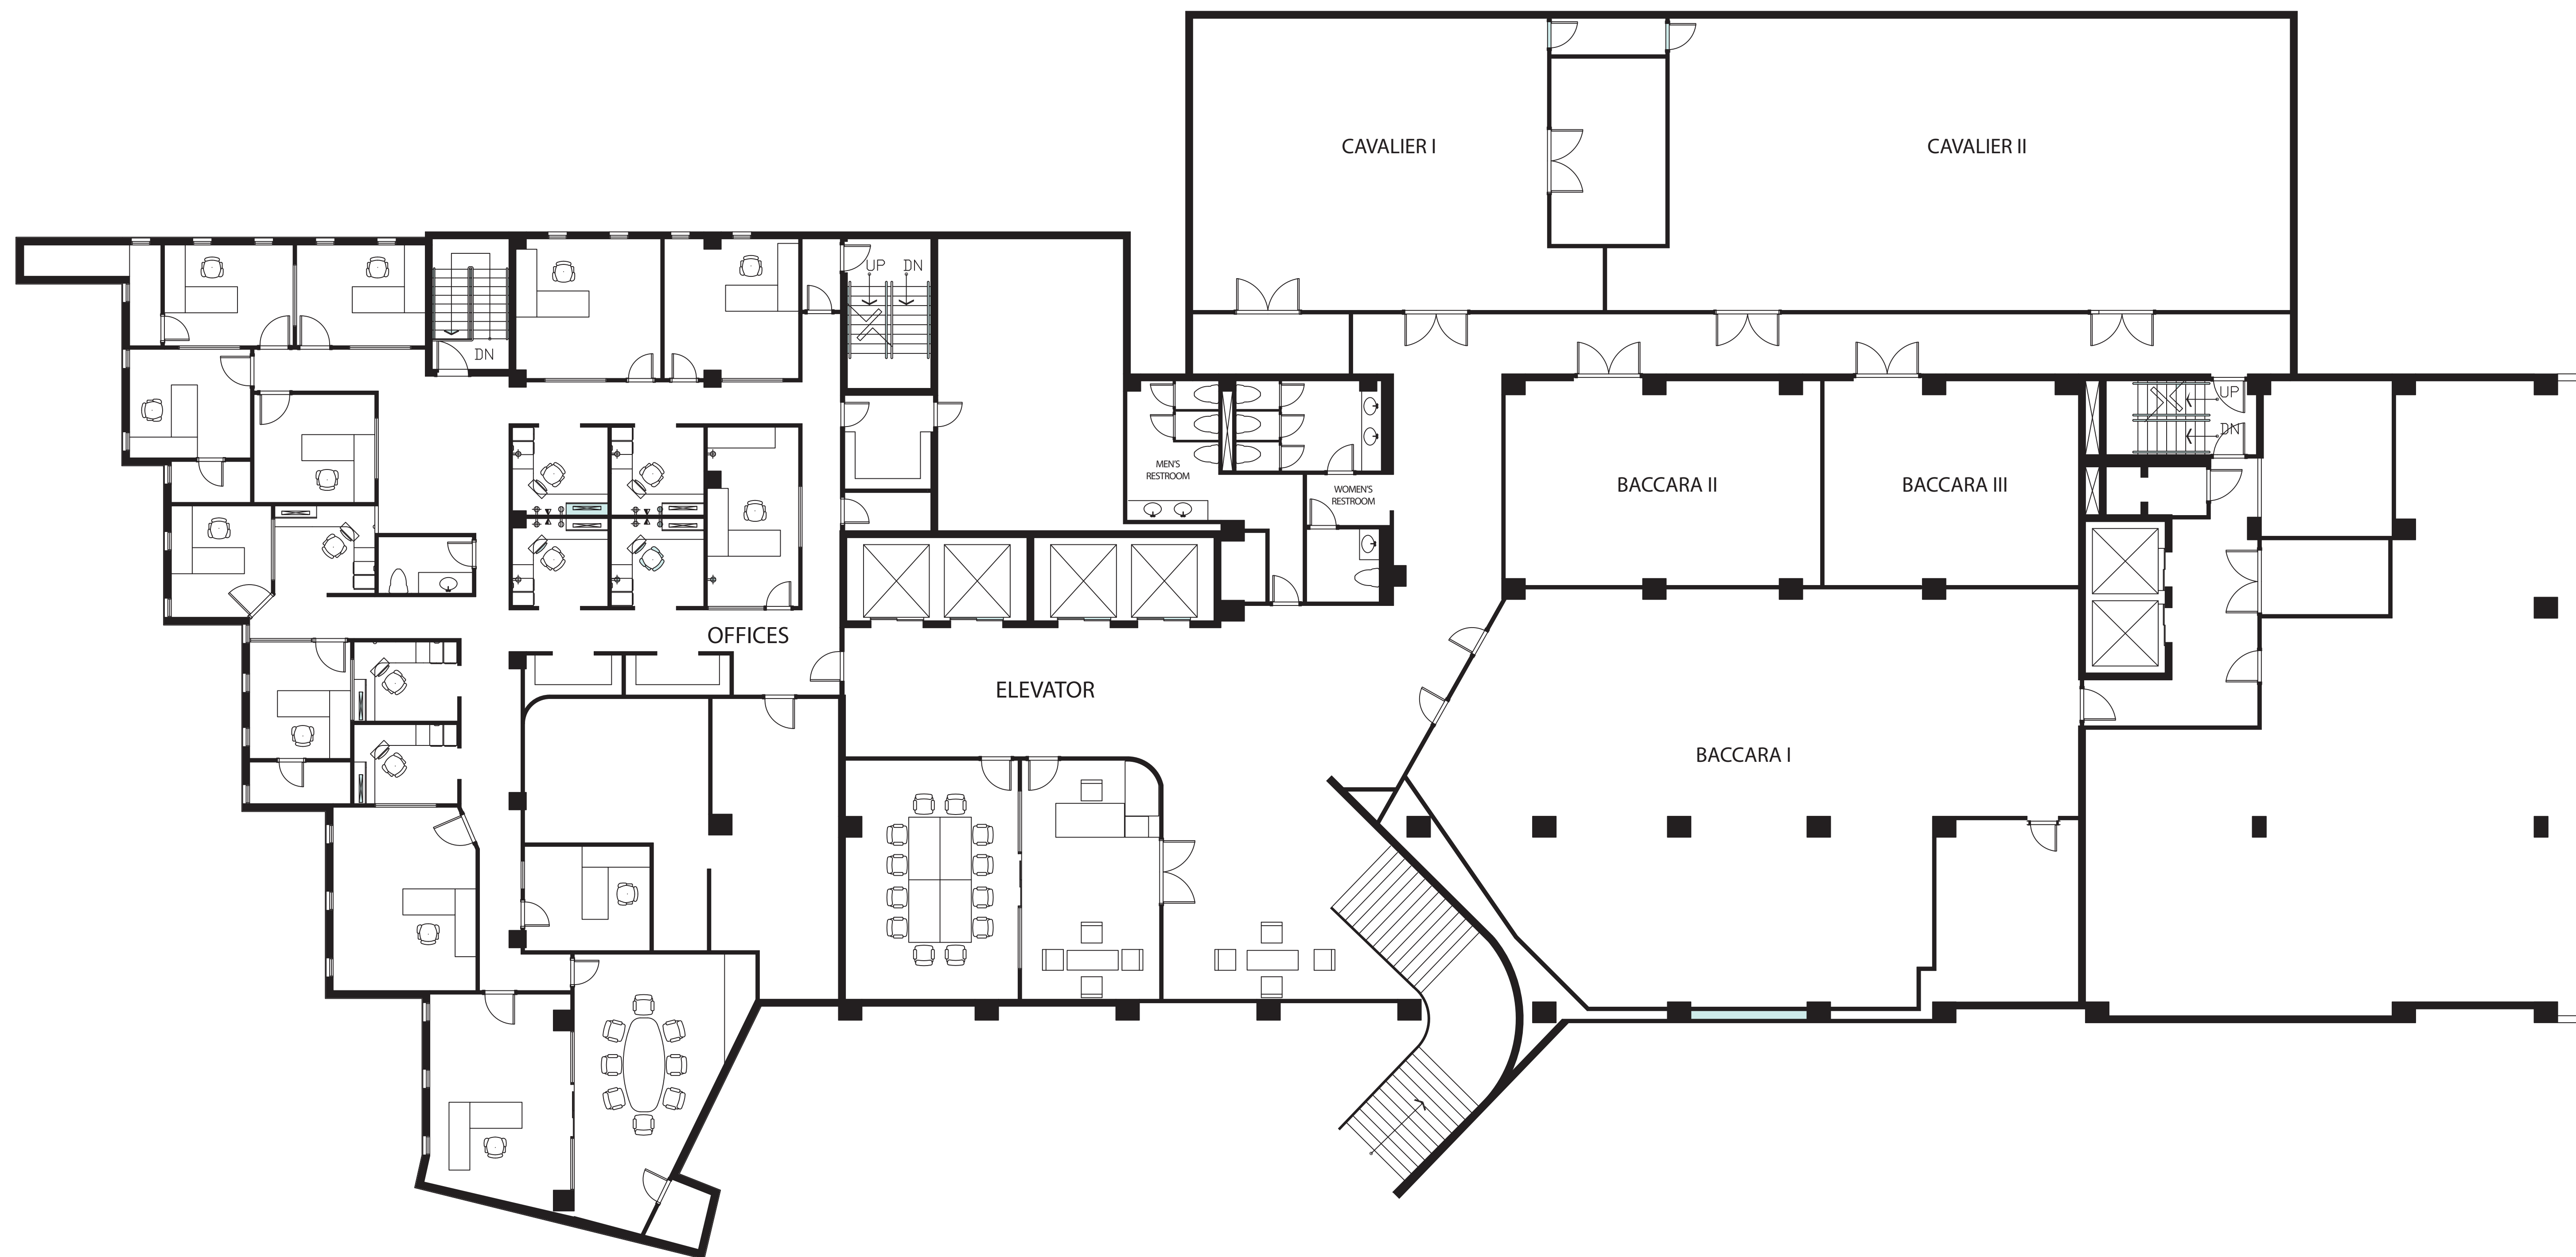 CAVALIER I
CAVALIER II
UP
DN
DN
UP
DN
MEN'S
RESTROOM
WOMEN'S
RESTROOM
BACCARA II
BACCARA III
OFFICES
ELEVATOR
BACCARA I